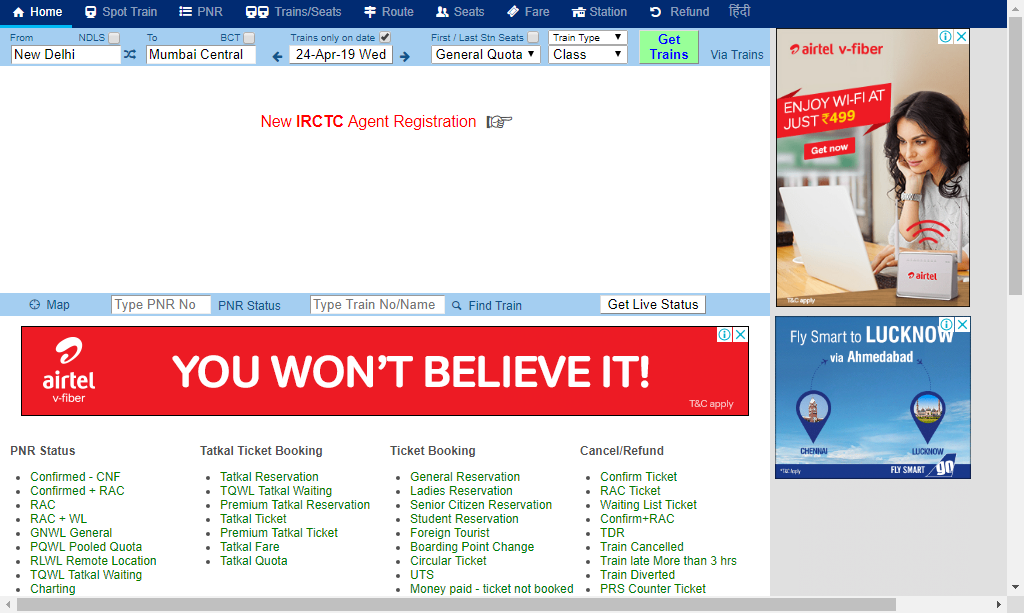 Home Spot Train PNR Trains/Seats Route Seats Fare Station Refund हिंदी
From NDLS To BCT Trains only on date First / Last Stn Seats Train Type
New Delhi Mumbai Central 24-Apr-19 Wed General Quota Class Get Trains Via Trains
New IRCTC Agent Registration
Map Type PNR No PNR Status Type Train No/Name Find Train Get Live Status
airtel
v-fiber
YOU WON'T BELIEVE IT!
T&C apply
PNR Status
Confirmed - CNF
Confirmed + RAC
RAC
RAC + WL
GNWL General
PQWL Pooled Quota
RLWL Remote Location
TQWL Tatkal Waiting
Charting
Tatkal Ticket Booking
Tatkal Reservation
TQWL Tatkal Waiting
Premium Tatkal Reservation
Tatkal Ticket
Premium Tatkal Ticket
Tatkal Fare
Tatkal Quota
Ticket Booking
General Reservation
Ladies Reservation
Senior Citizen Reservation
Student Reservation
Foreign Tourist
Boarding Point Change
Circular Ticket
UTS
Money paid - ticket not booked
Cancel/Refund
Confirm Ticket
RAC Ticket
Waiting List Ticket
Confirm+RAC
TDR
Train Cancelled
Train late More than 3 hrs
Train Diverted
PRS Counter Ticket
airtel v-fiber
ENJOY WI-FI AT
JUST ₹499
Get now
airtel
T&C apply
Fly Smart to LUCKNOW
via Ahmedabad
CHENNAI
LUCKNOW
*T&C Apply
FLY SMART go